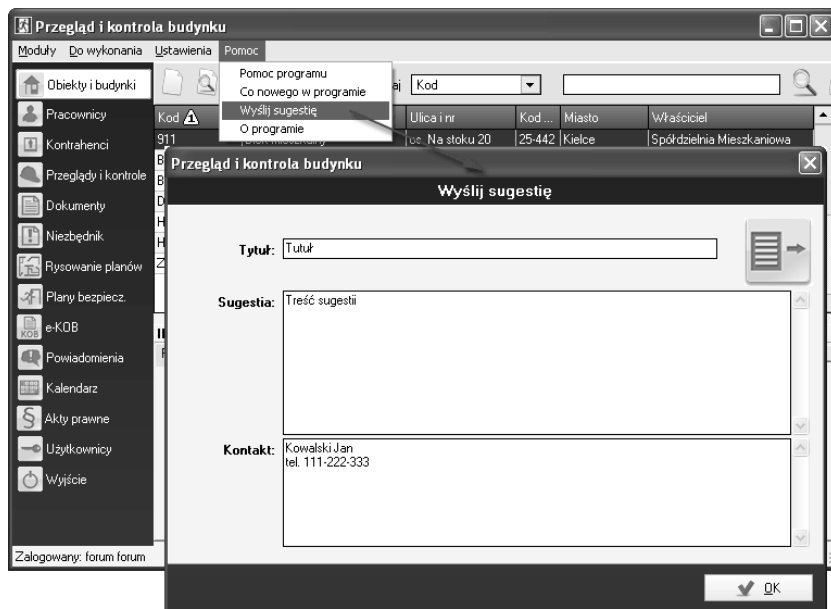 Przegląd i kontrola budynku
Moduły Do wykonania Ustawienia Pomoc
Pomoc programu
Co nowego w programie
Wyślij sugestię
O programie
Kod
Obiekty i budynki
Pracownicy
Kontrahenci
Przeglądy i kontrole
Dokumenty
Niezbędnik
Rysowanie planów
Plany bezpiecz.
e-KOB
KOB
Powiadomienia
Kalendarz
Akty prawne
Użytkownicy
Wyjście
Kod Ulica i nr Kod ... Miasto Właściciel
911 Na stoku 20 25-442 Kielce Spółdzielnia Mieszkaniowa
Przegląd i kontrola budynku
Wyślij sugestię
Tytuł: Tutuł
Sugestia: Treść sugestii
Kontakt: Kowalski Jan
tel. 111-222-333
OK
Zalogowany: forum forum